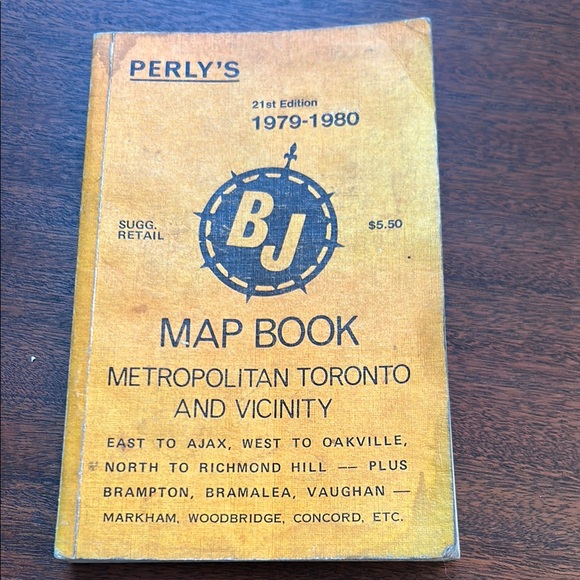 PERLY'S
21st Edition
1979-1980
BJ
SUGG.
RETAIL
$5.50
MAP BOOK
METROPOLITAN TORONTO
AND VICINITY
EAST TO AJAX, WEST TO OAKVILLE,
NORTH TO RICHMOND HILL — PLUS
BRAMPTON, BRAMALEA, VAUGHAN —
MARKHAM, WOODBRIDGE, CONCORD, ETC.